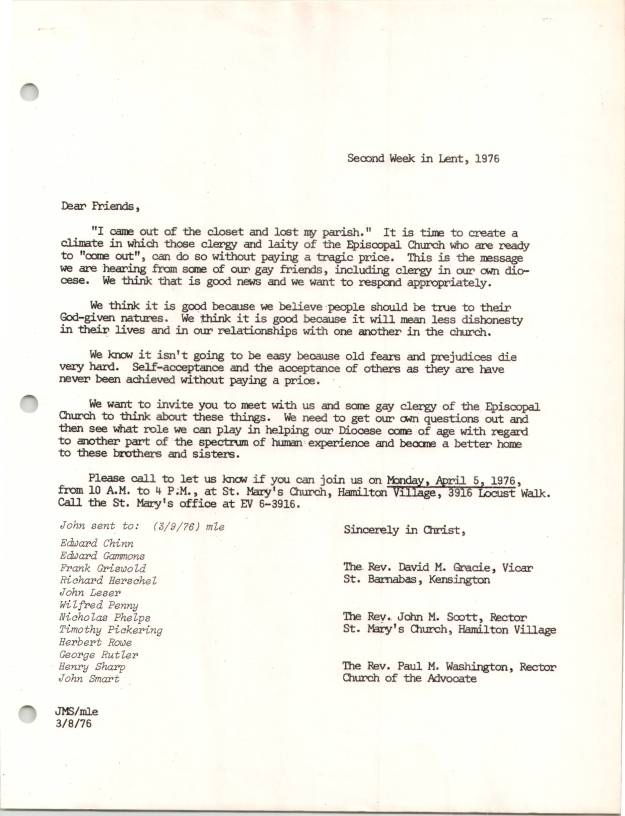 Second Week in Lent, 1976
Dear Friends,
"I came out of the closet and lost my parish." It is time to create a
climate in which those clergy and laity of the Episcopal Church who are ready
to "come out", can do so without paying a tragic price. This is the message
we are hearing from some of our gay friends, including clergy in our own dio-
cese. We think that is good news and we want to respond appropriately.
We think it is good because we believe people should be true to their
God-given natures. We think it is good because it will mean less dishonesty
in their lives and in our relationships with one another in the church.
We know it isn't going to be easy because old fears and prejudices die
very hard. Self-acceptance and the acceptance of others as they are have
never been achieved without paying a price.
We want to invite you to meet with us and some gay clergy of the Episcopal
Church to think about these things. We need to get our own questions out and
then see what role we can play in helping our Diocese come of age with regard
to another part of the spectrum of human experience and become a better home
to these brothers and sisters.
Please call to let us know if you can join us on Monday, April 5, 1976,
from 10 A.M. to 4 P.M., at St. Mary's Church, Hamilton Village, 3916 Locust Walk.
Call the St. Mary's office at EV 6-3916.
John sent to: (3/9/76) mle
Edward Chinn
Edward Gammons
Frank Griswold
Richard Herschel
John Leser
Wilfred Penny
Nicholas Phelps
Timothy Pickering
Herbert Rowe
George Rutler
Henry Sharp
John Smart
Sincerely in Christ,
The Rev. David M. Gracie, Vicar
St. Barnabas, Kensington
The Rev. John M. Scott, Rector
St. Mary's Church, Hamilton Village
The Rev. Paul M. Washington, Rector
Church of the Advocate
JMS/mle
3/8/76